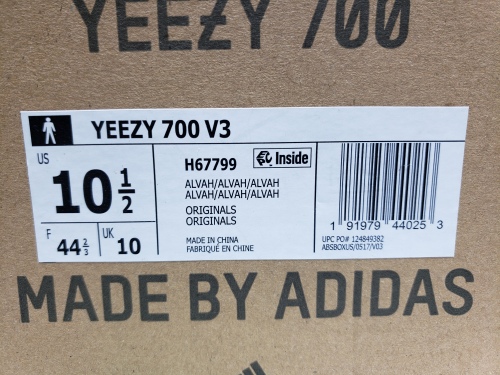 YEEZY 700
YEEZY 700 V3
US
10 1/2
F
44 2/3
UK
10
H67799
Inside
ALVAH/ALVAH/ALVAH
ALVAH/ALVAH/ALVAH
ORIGINALS
ORIGINALS
MADE IN CHINA
FABRIQUÉ EN CHINE
1 91979 44025 3
UPC PO# 124849382
ABSBOXUS/0517/V03
MADE BY ADIDAS